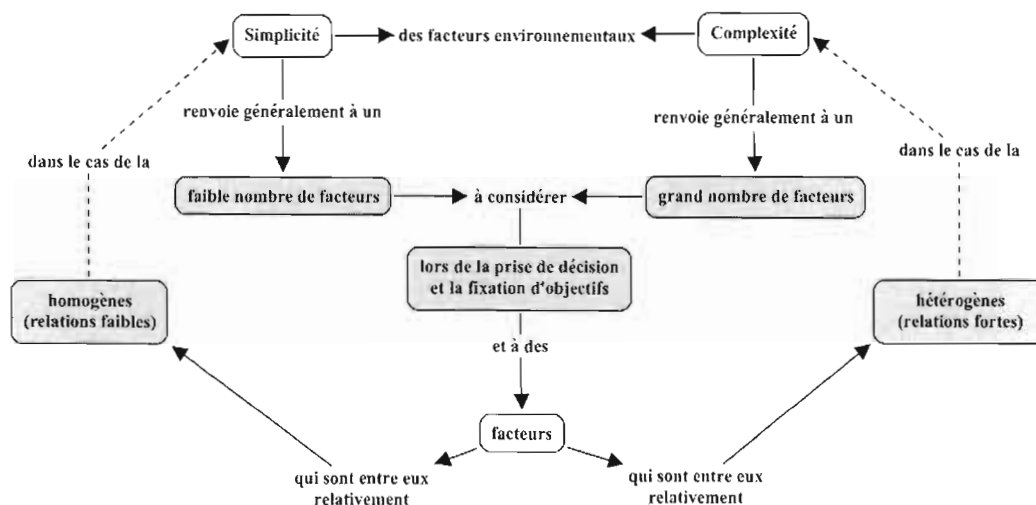 Simplicité
des facteurs environnementaux
Complexité
renvoie généralement à un
renvoie généralement à un
dans le cas de la
dans le cas de la
faible nombre de facteurs
à considérer
grand nombre de facteurs
lors de la prise de décision
et la fixation d'objectifs
homogènes
(relations faibles)
hétérogènes
(relations fortes)
et à des
facteurs
qui sont entre eux
relativement
qui sont entre eux
relativement